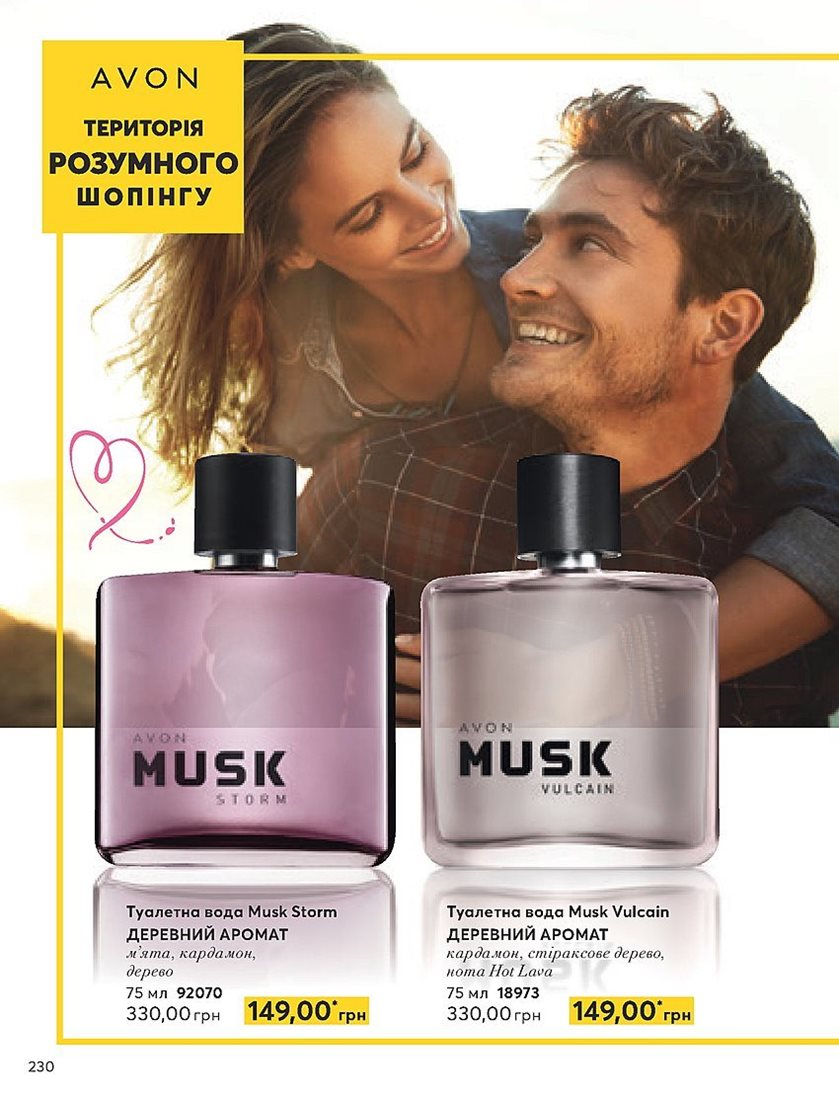 AVON
ТЕРИТОРІЯ
РОЗУМНОГО
ШОПІНГУ
AVON
MUSK
STORM
AVON
MUSK
VULCAIN
Туалетна вода Musk Storm
ДЕРЕВНИЙ АРОМАТ
м'ята, кардамон,
дерево
75 мл 92070
330,00 грн 149,00* грн
Туалетна вода Musk Vulcain
ДЕРЕВНИЙ АРОМАТ
кардамон, стіраксове дерево,
нота Hot Lava
75 мл 18973
330,00 грн 149,00* грн
230